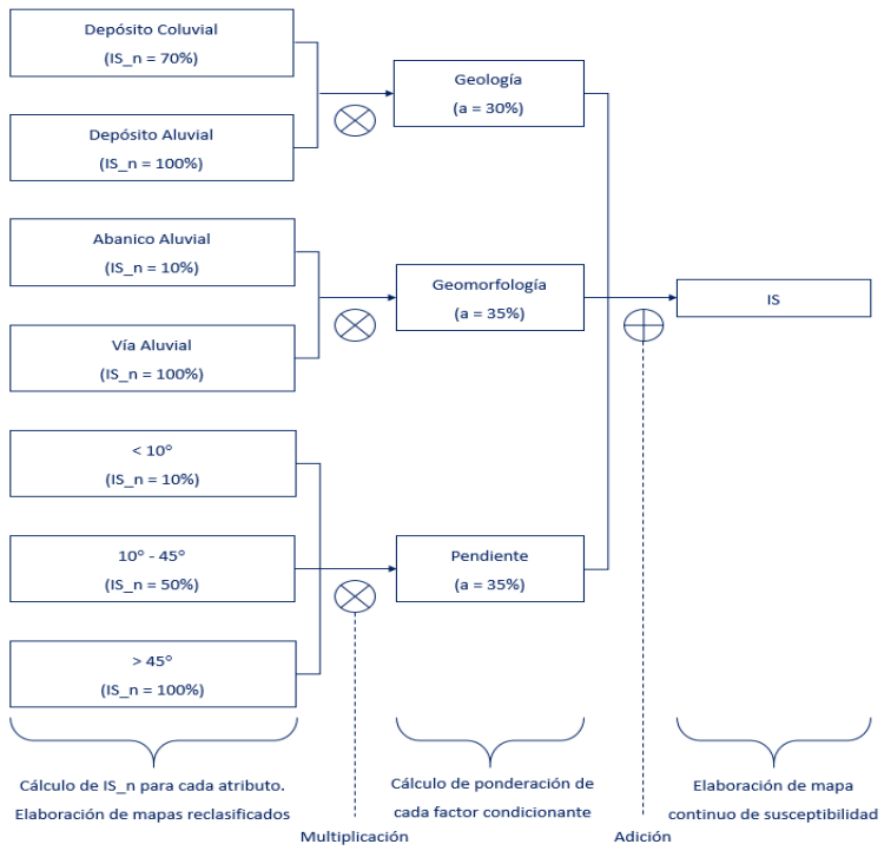 Depósito Coluvial
(IS_n = 70%)
Depósito Aluvial
(IS_n = 100%)
Geología
(a = 30%)
Abanico Aluvial
(IS_n = 10%)
Vía Aluvial
(IS_n = 100%)
Geomorfología
(a = 35%)
IS
< 10°
(IS_n = 10%)
10° - 45°
(IS_n = 50%)
> 45°
(IS_n = 100%)
Pendiente
(a = 35%)
Cálculo de IS_n para cada atributo.
Elaboración de mapas reclasificados
Multiplicación
Cálculo de ponderación de
cada factor condicionante
Adición
Elaboración de mapa
continuo de susceptibilidad